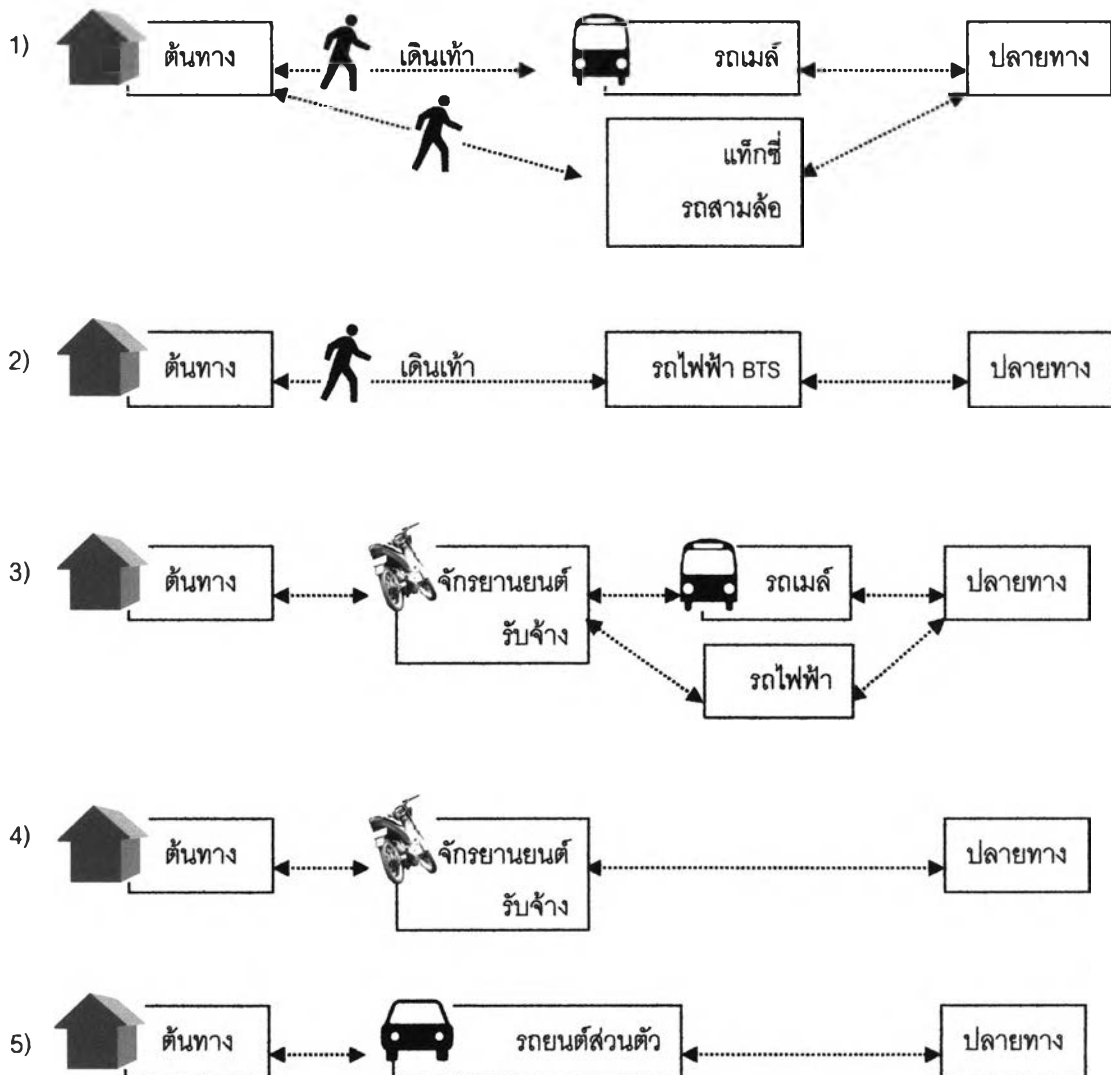 1)
ต้นทาง
เดินเท้า
รถเมล์
ปลายทาง
แท็กซี่
รถสามล้อ
2)
ต้นทาง
เดินเท้า
รถไฟฟ้า BTS
ปลายทาง
3)
ต้นทาง
จักรยานยนต์
รับจ้าง
รถเมล์
ปลายทาง
รถไฟฟ้า
4)
ต้นทาง
จักรยานยนต์
รับจ้าง
ปลายทาง
5)
ต้นทาง
รถยนต์ส่วนตัว
ปลายทาง